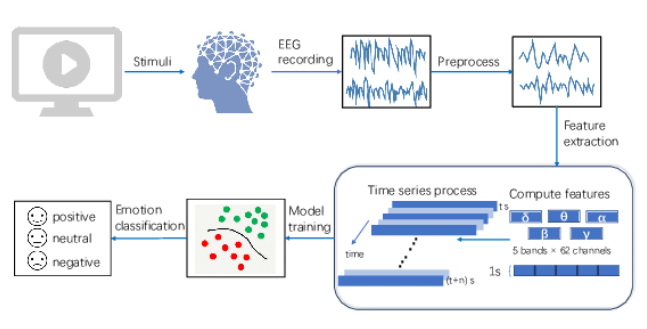 Stimuli
EEG
recording
Preprocess
Feature
extraction
Time series process
t s
time
(t+n) s
Compute features
δ θ α
β γ
5 bands × 62 channels
1s
Model
training
Emotion
classification
positive
neutral
negative